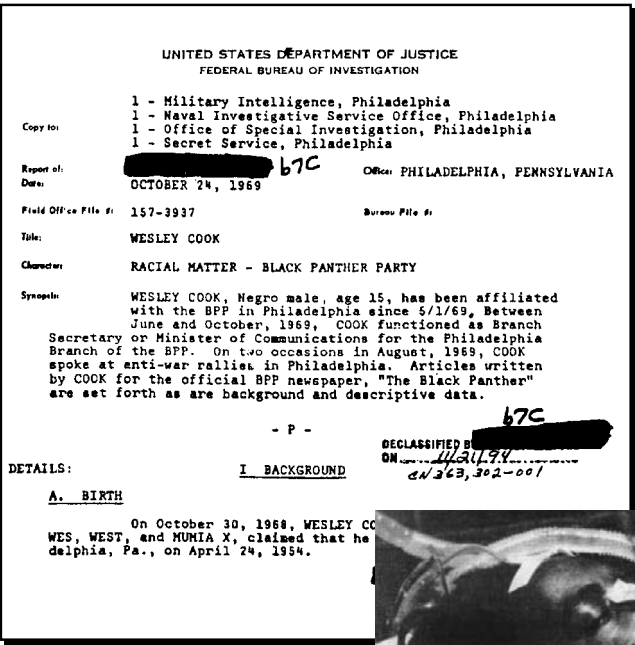 UNITED STATES DEPARTMENT OF JUSTICE
FEDERAL BUREAU OF INVESTIGATION
1 - Military Intelligence, Philadelphia
1 - Naval Investigative Service Office, Philadelphia
Copy to: 1 - Office of Special Investigation, Philadelphia
1 - Secret Service, Philadelphia
Report of: b7C Office: PHILADELPHIA, PENNSYLVANIA
Date: OCTOBER 24, 1969
Field Office File #: 157-3937 Bureau File #:
Title: WESLEY COOK
Character: RACIAL MATTER - BLACK PANTHER PARTY
Synopsis: WESLEY COOK, Negro male, age 15, has been affiliated
with the BPP in Philadelphia since 5/1/69. Between
June and October, 1969, COOK functioned as Branch
Secretary or Minister of Communications for the Philadelphia
Branch of the BPP. On two occasions in August, 1969, COOK
spoke at anti-war rallies in Philadelphia. Articles written
by COOK for the official BPP newspaper, "The Black Panther"
are set forth as are background and descriptive data.
b7C
- P -
DECLASSIFIED B
ON 11/21/94
CN 363,302-001
DETAILS: I BACKGROUND
A. BIRTH
On October 30, 1968, WESLEY CO
WES, WEST, and MUMIA X, claimed that he
delphia, Pa., on April 24, 1954.